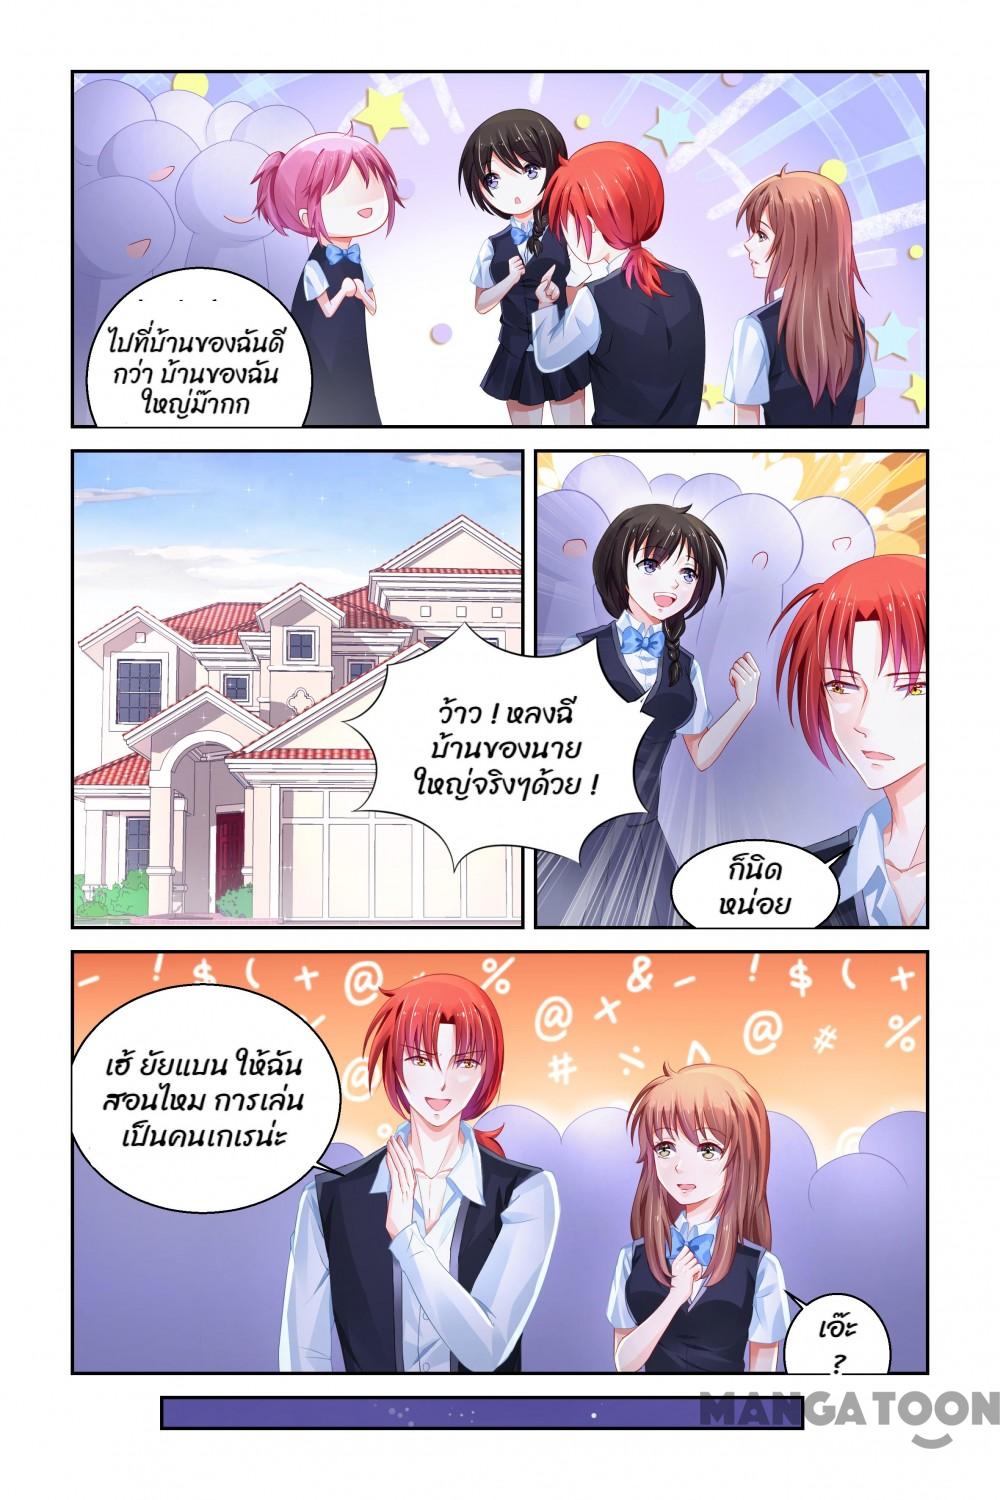 ไปที่บ้านของฉันดี
กว่า บ้านของฉัน
ใหญ่ม๊ากก
ว้าว ! หลงฉี
บ้านของนาย
ใหญ่จริงๆด้วย !
ก็นิด
หน่อย
- ! $ ( + @ - % & - ! $ ( +
@ × @ × %
# ÷ #
เฮ้ ยัยแบน ให้ฉัน
สอนไหม การเล่น
เป็นคนเกเรน่ะ
เอ๊ะ
?
MANGATOON